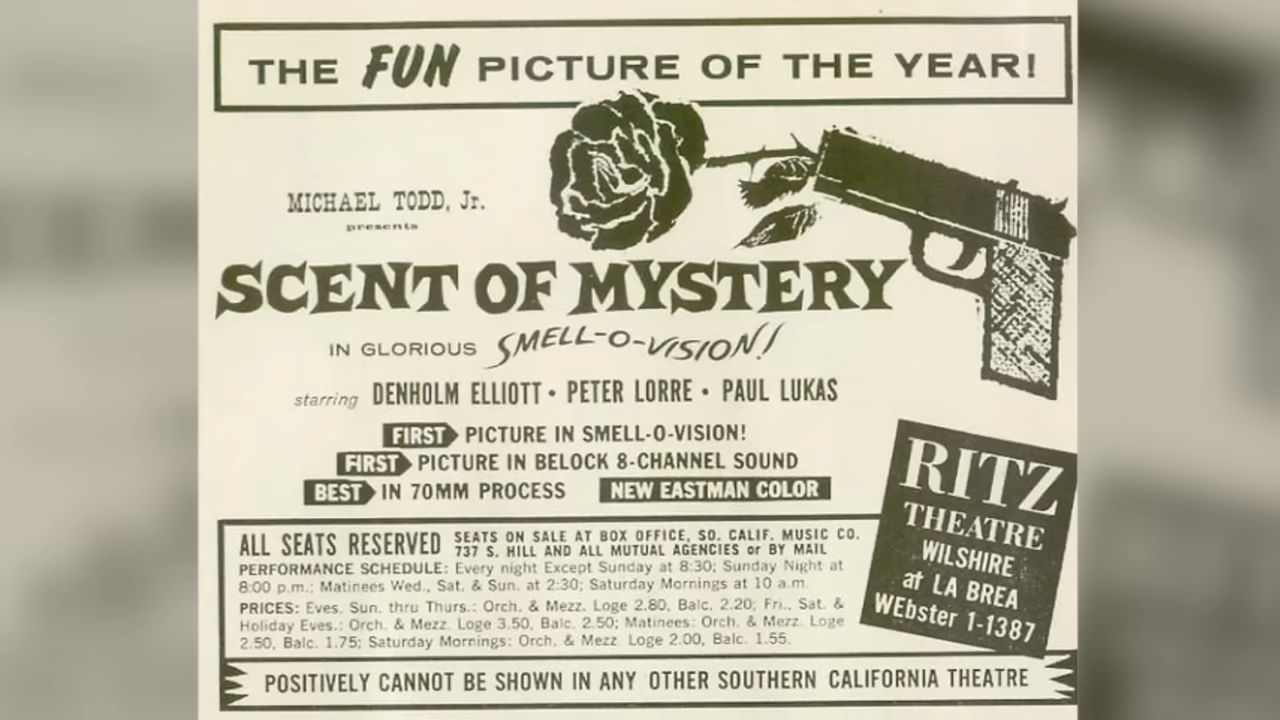 THE FUN PICTURE OF THE YEAR!
MICHAEL TODD, Jr.
presents
SCENT OF MYSTERY
IN GLORIOUS SMELL-O-VISION!
starring DENHOLM ELLIOTT • PETER LORRE • PAUL LUKAS
FIRST PICTURE IN SMELL-O-VISION!
FIRST PICTURE IN BELOCK 8-CHANNEL SOUND
BEST IN 70MM PROCESS NEW EASTMAN COLOR
RITZ
THEATRE
WILSHIRE
at LA BREA
WEbster 1-1387
ALL SEATS RESERVED SEATS ON SALE AT BOX OFFICE, SO. CALIF. MUSIC CO.
737 S. HILL AND ALL MUTUAL AGENCIES or BY MAIL
PERFORMANCE SCHEDULE: Every night Except Sunday at 8:30; Sunday Night at
8:00 p.m.; Matinees Wed., Sat. & Sun. at 2:30; Saturday Mornings at 10 a.m.
PRICES: Eves. Sun. thru Thurs.: Orch. & Mezz. Loge 2.80, Balc. 2.20; Fri., Sat. &
Holiday Eves.: Orch. & Mezz. Loge 3.50, Balc. 2.50; Matinees: Orch. & Mezz. Loge
2.50, Balc. 1.75; Saturday Mornings: Orch. & Mezz. Loge 2.00, Balc. 1.55.
POSITIVELY CANNOT BE SHOWN IN ANY OTHER SOUTHERN CALIFORNIA THEATRE